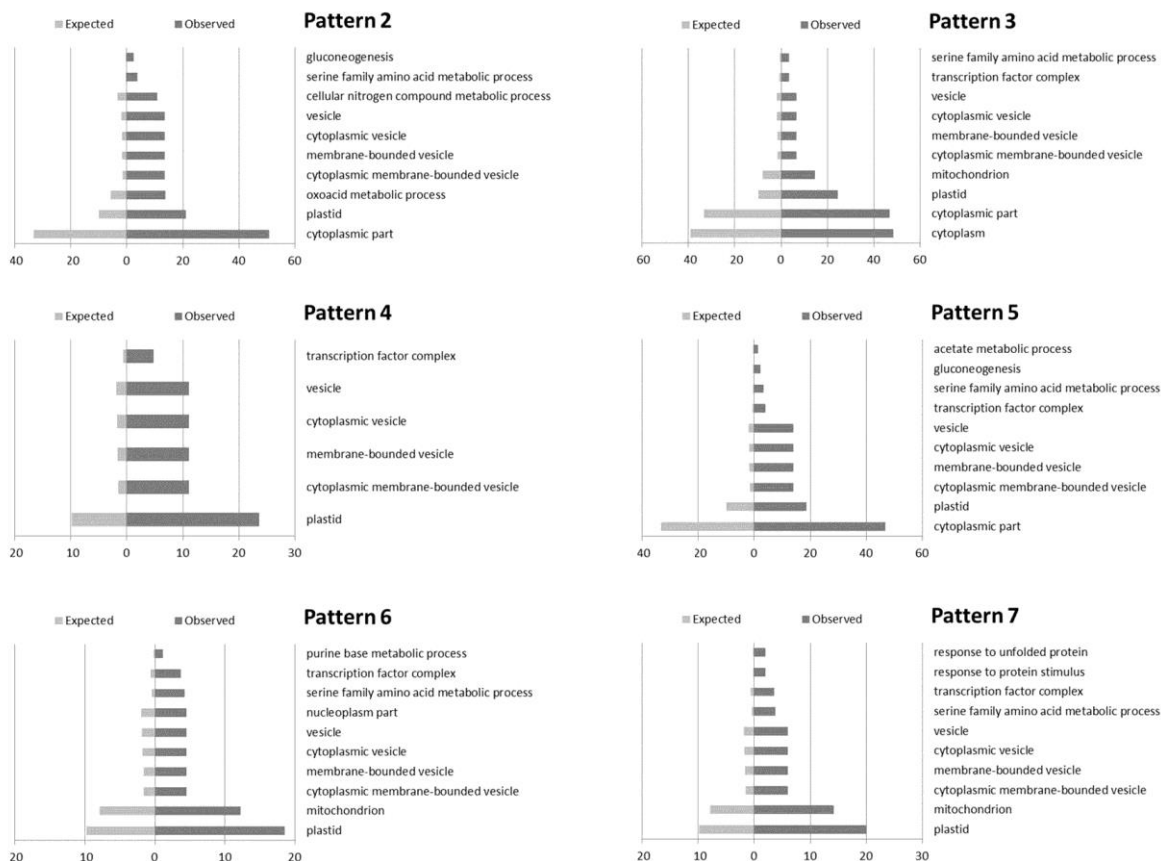 Expected Observed Pattern 2
gluconeogenesis
serine family amino acid metabolic process
cellular nitrogen compound metabolic process
vesicle
cytoplasmic vesicle
membrane-bounded vesicle
cytoplasmic membrane-bounded vesicle
oxoacid metabolic process
plastid
cytoplasmic part
40 20 0 20 40 60
Expected Observed Pattern 3
serine family amino acid metabolic process
transcription factor complex
vesicle
cytoplasmic vesicle
membrane-bounded vesicle
cytoplasmic membrane-bounded vesicle
mitochondrion
plastid
cytoplasmic part
cytoplasm
60 40 20 0 20 40 60
Expected Observed Pattern 4
transcription factor complex
vesicle
cytoplasmic vesicle
membrane-bounded vesicle
cytoplasmic membrane-bounded vesicle
plastid
20 10 0 10 20 30
Expected Observed Pattern 5
acetate metabolic process
gluconeogenesis
serine family amino acid metabolic process
transcription factor complex
vesicle
cytoplasmic vesicle
membrane-bounded vesicle
cytoplasmic membrane-bounded vesicle
plastid
cytoplasmic part
40 20 0 20 40 60
Expected Observed Pattern 6
purine base metabolic process
transcription factor complex
serine family amino acid metabolic process
nucleoplasm part
vesicle
cytoplasmic vesicle
membrane-bounded vesicle
cytoplasmic membrane-bounded vesicle
mitochondrion
plastid
20 10 0 10 20
Expected Observed Pattern 7
response to unfolded protein
response to protein stimulus
transcription factor complex
serine family amino acid metabolic process
vesicle
cytoplasmic vesicle
membrane-bounded vesicle
cytoplasmic membrane-bounded vesicle
mitochondrion
plastid
20 10 0 10 20 30